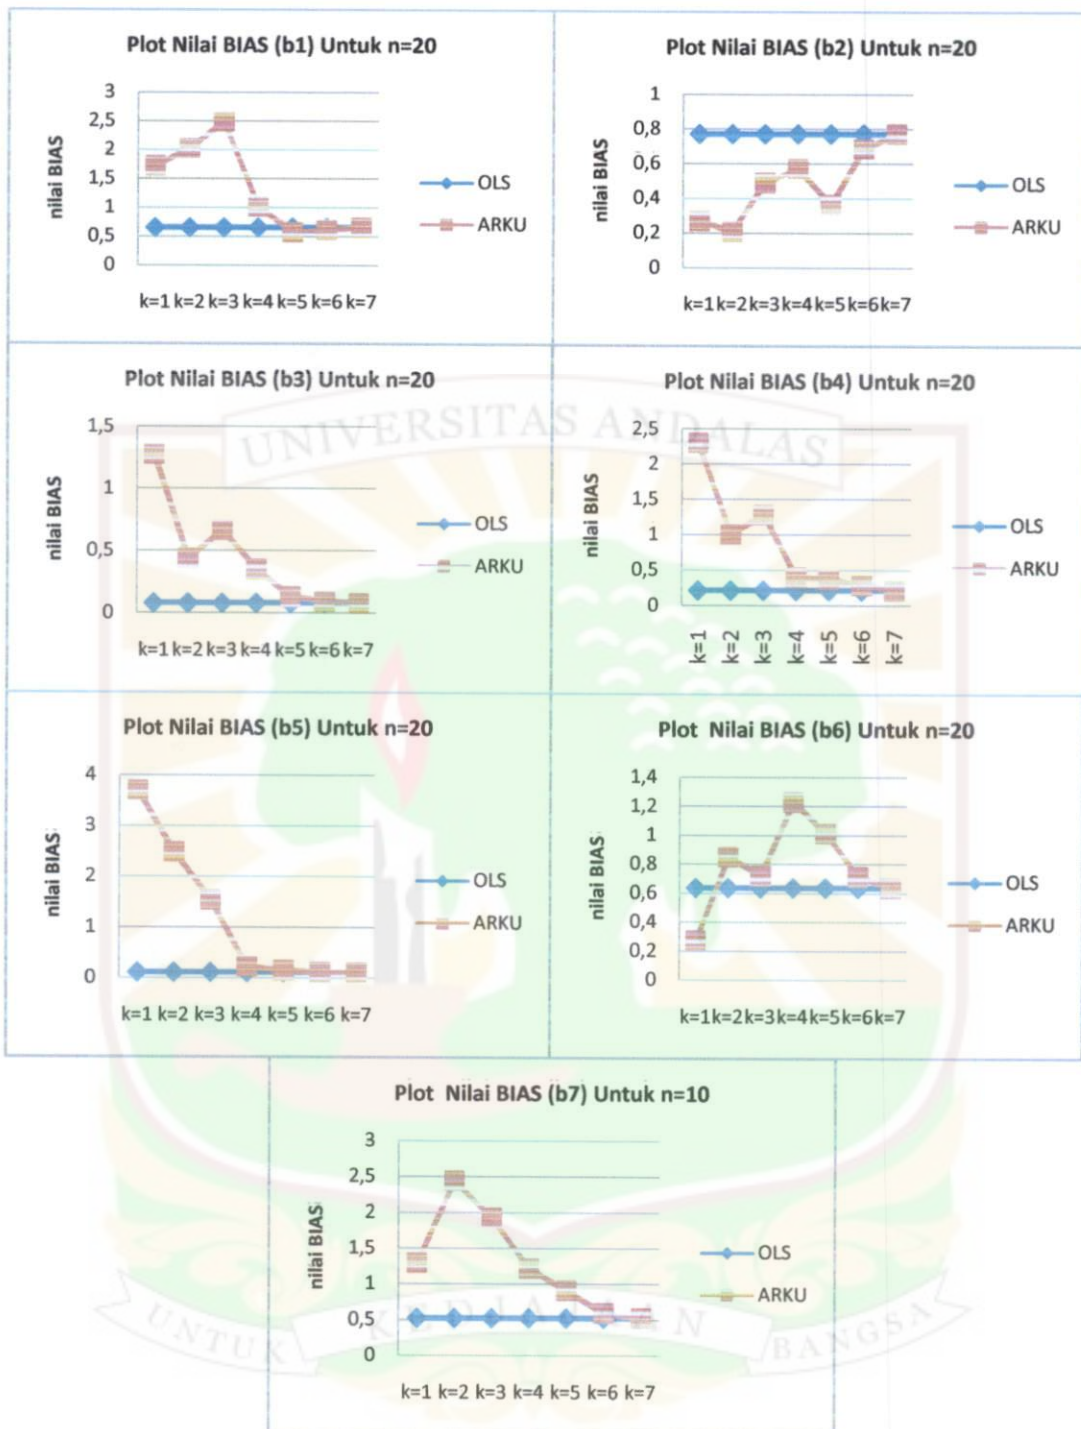 Plot Nilai BIAS (b1) Untuk n=20
3
2,5
2
1,5
1
0,5
0
nilai BIAS
k=1 k=2 k=3 k=4 k=5 k=6 k=7
OLS
ARKU
Plot Nilai BIAS (b2) Untuk n=20
1
0,8
0,6
0,4
0,2
0
nilai BIAS
k=1 k=2 k=3 k=4 k=5 k=6 k=7
OLS
ARKU
Plot Nilai BIAS (b3) Untuk n=20
1,5
1
0,5
0
nilai BIAS
k=1 k=2 k=3 k=4 k=5 k=6 k=7
OLS
ARKU
Plot Nilai BIAS (b4) Untuk n=20
2,5
2
1,5
1
0,5
0
nilai BIAS
k=1 k=2 k=3 k=4 k=5 k=6 k=7
OLS
ARKU
UNIVERSITAS ANDALAS
Plot Nilai BIAS (b5) Untuk n=20
4
3
2
1
0
nilai BIAS
k=1 k=2 k=3 k=4 k=5 k=6 k=7
OLS
ARKU
Plot Nilai BIAS (b6) Untuk n=20
1,4
1,2
1
0,8
0,6
0,4
0,2
0
nilai BIAS
k=1 k=2 k=3 k=4 k=5 k=6 k=7
OLS
ARKU
Plot Nilai BIAS (b7) Untuk n=10
3
2,5
2
1,5
1
0,5
0
nilai BIAS
k=1 k=2 k=3 k=4 k=5 k=6 k=7
OLS
ARKU
UNTUK KEDJAJAAN BANGSA